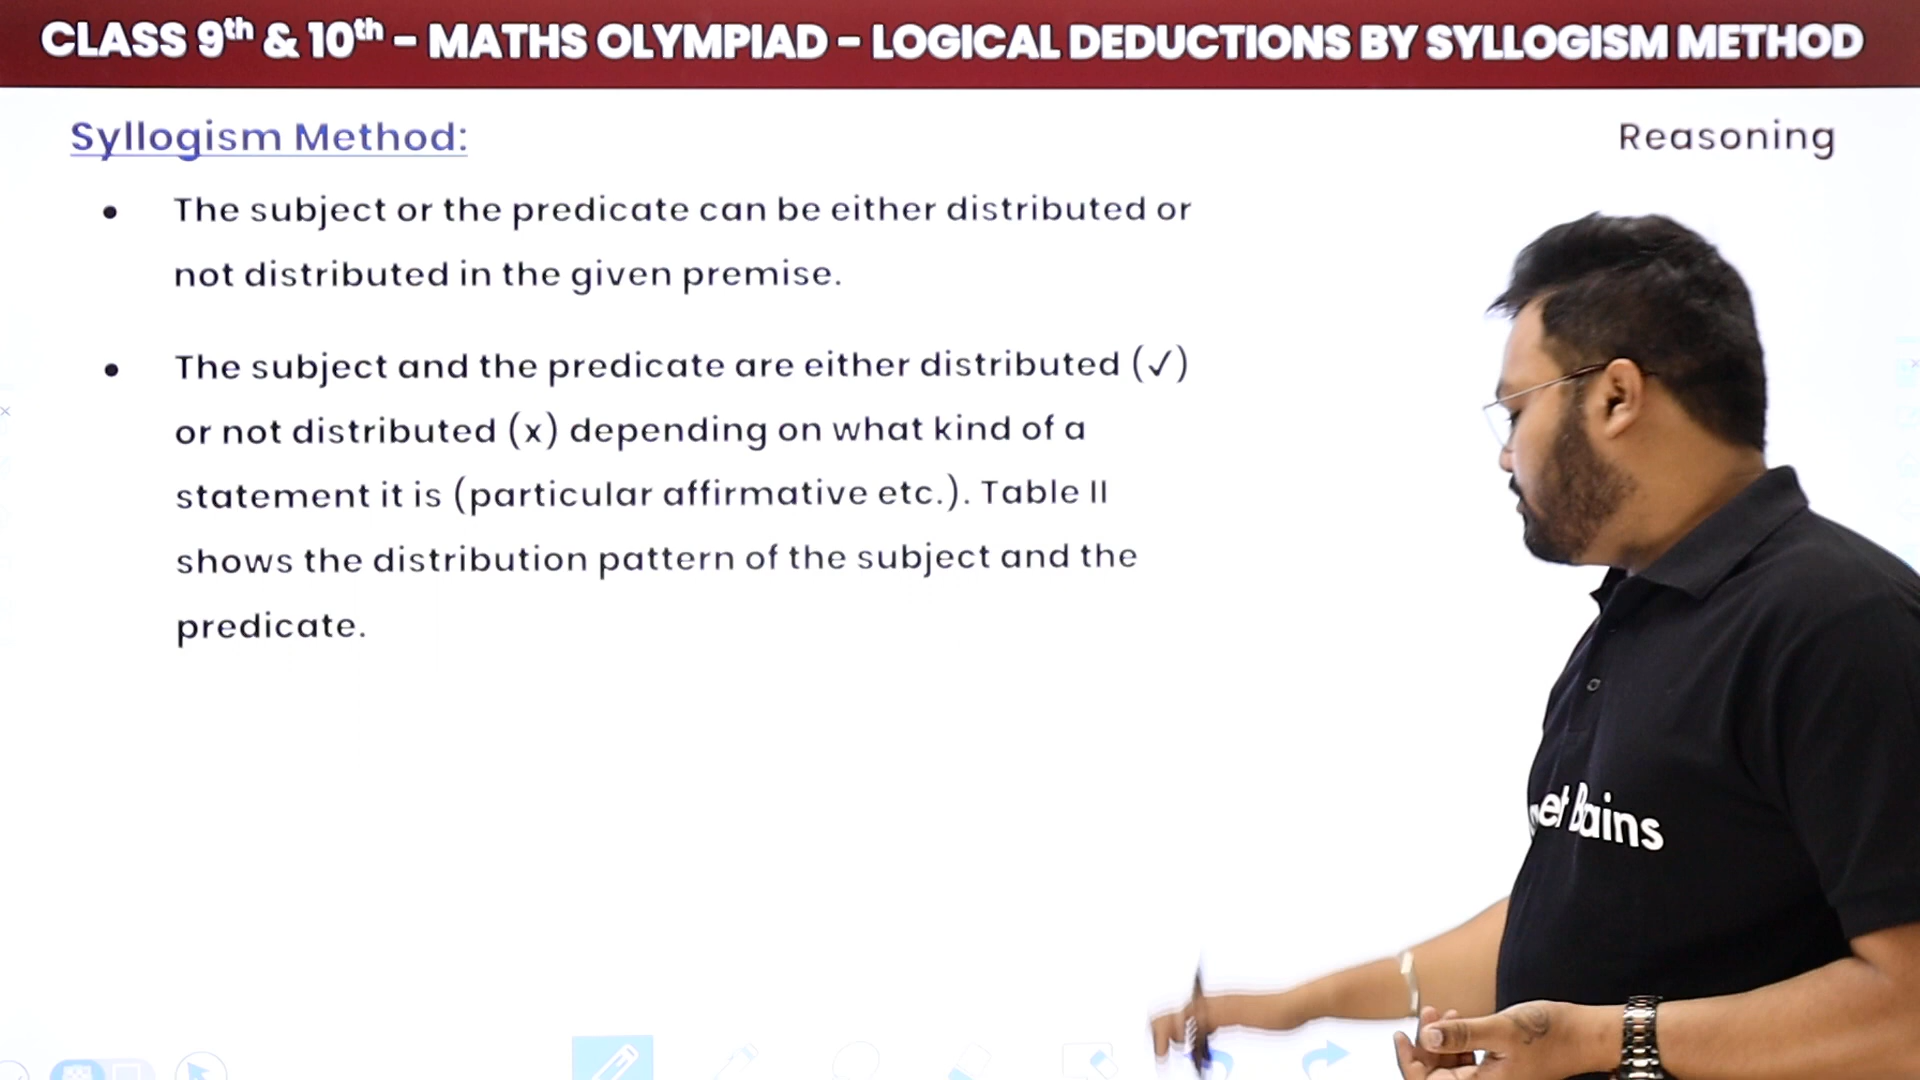 CLASS 9th & 10th - MATHS OLYMPIAD - LOGICAL DEDUCTIONS BY SYLLOGISM METHOD
Syllogism Method:
Reasoning
• The subject or the predicate can be either distributed or
not distributed in the given premise.
• The subject and the predicate are either distributed (✓)
or not distributed (x) depending on what kind of a
statement it is (particular affirmative etc.). Table II
shows the distribution pattern of the subject and the
predicate.